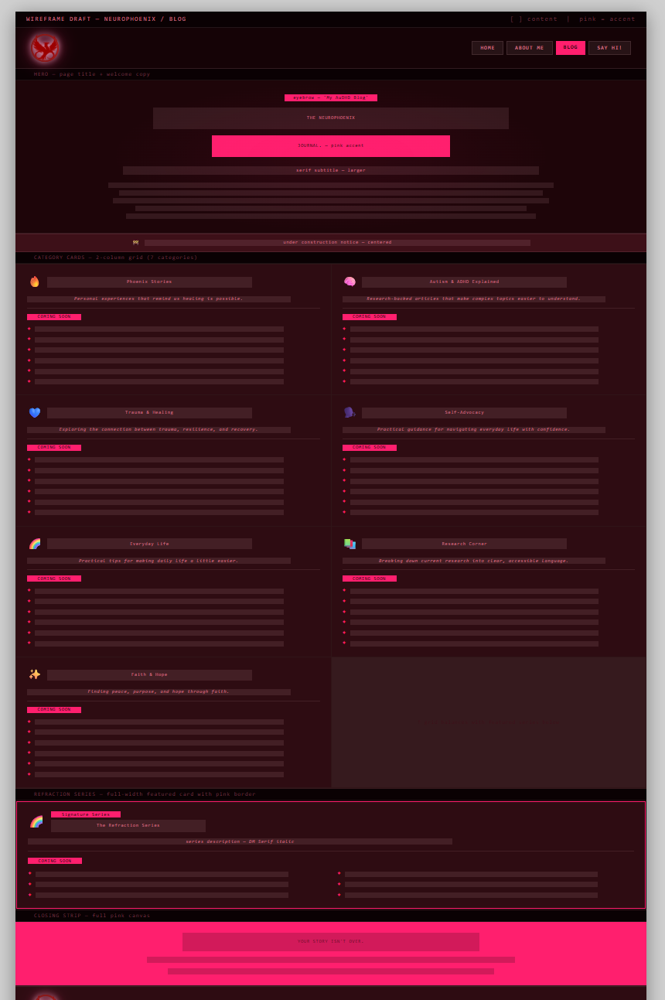 WIREFRAME DRAFT — NEUROPHOENIX / BLOG
[ ] content | pink = accent
HOME
ABOUT ME
BLOG
SAY HI!
HERO — page title + welcome copy
eyebrow — 'My AuDHD Blog'
THE NEUROPHOENIX
JOURNAL. — pink accent
serif subtitle — larger
under construction notice — centered
CATEGORY CARDS — 2-column grid (7 categories)
Phoenix Stories
Personal experiences that remind us healing is possible.
COMING SOON
Autism & ADHD Explained
Research-backed articles that make complex topics easier to understand.
COMING SOON
Trauma & Healing
Exploring the connection between trauma, resilience, and recovery.
COMING SOON
Self-Advocacy
Practical guidance for navigating everyday life with confidence.
COMING SOON
Everyday Life
Practical tips for making daily life a little easier.
COMING SOON
Research Corner
Breaking down current research into clear, accessible language.
COMING SOON
Faith & Hope
Finding peace, purpose, and hope through faith.
COMING SOON
REFRACTION SERIES — full-width featured card with pink border
Signature Series
The Refraction Series
series description — DM Serif italic
COMING SOON
CLOSING STRIP — full pink canvas
YOUR STORY ISN'T OVER.